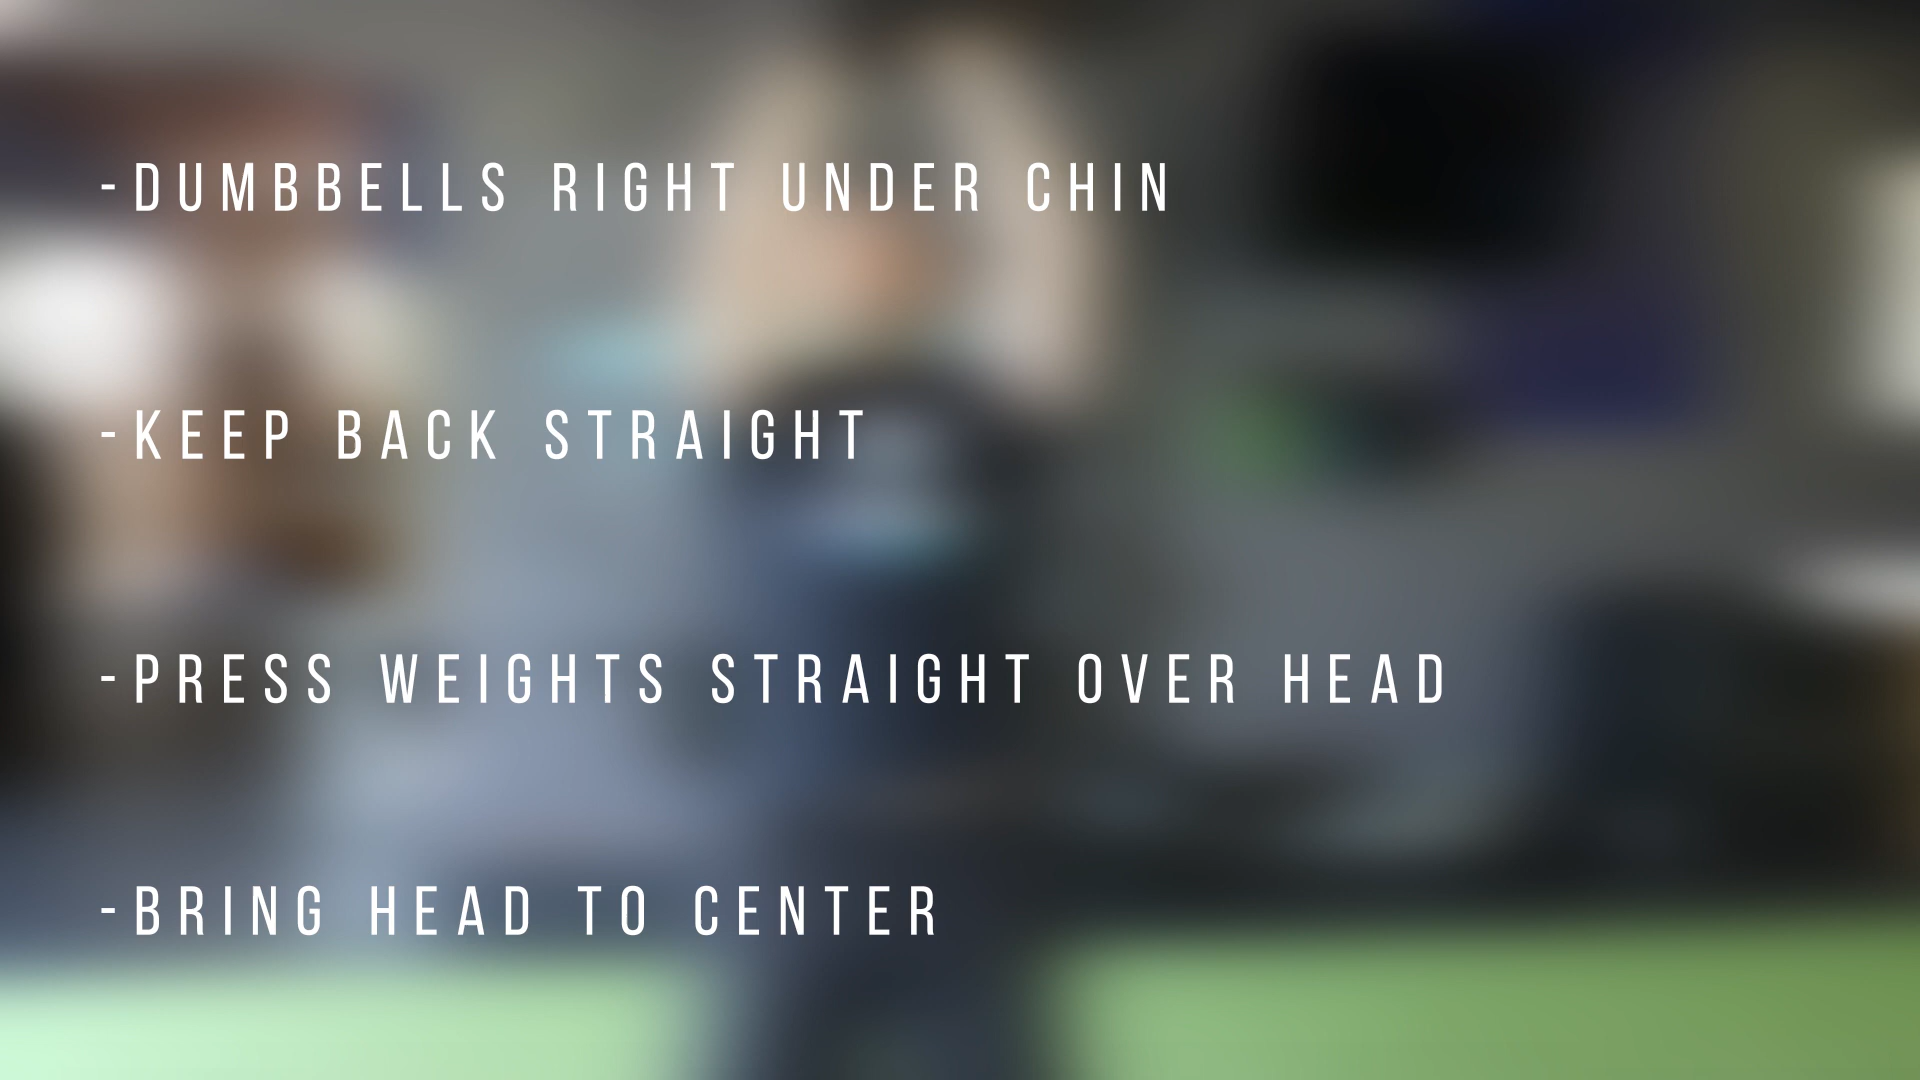 -DUMBBELLS RIGHT UNDER CHIN
-KEEP BACK STRAIGHT
-PRESS WEIGHTS STRAIGHT OVER HEAD
-BRING HEAD TO CENTER